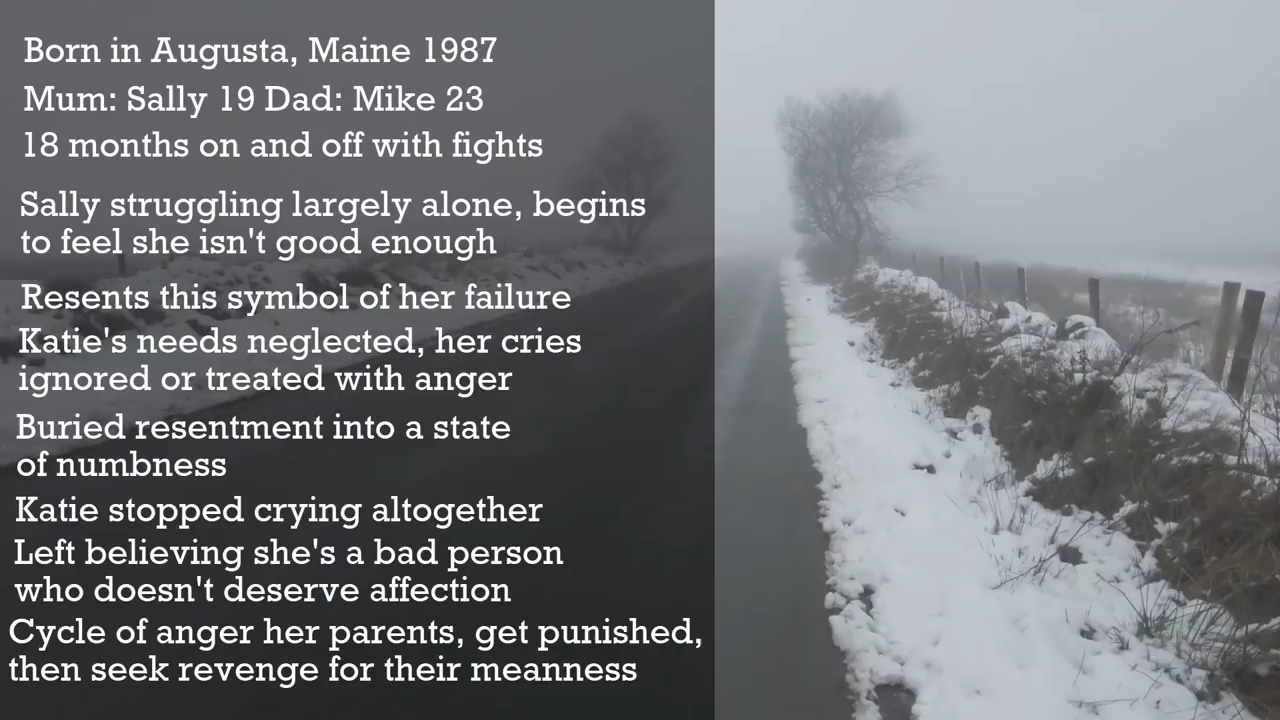 Born in Augusta, Maine 1987
Mum: Sally 19 Dad: Mike 23
18 months on and off with fights
Sally struggling largely alone, begins
to feel she isn't good enough
Resents this symbol of her failure
Katie's needs neglected, her cries
ignored or treated with anger
Buried resentment into a state
of numbness
Katie stopped crying altogether
Left believing she's a bad person
who doesn't deserve affection
Cycle of anger her parents, get punished,
then seek revenge for their meanness